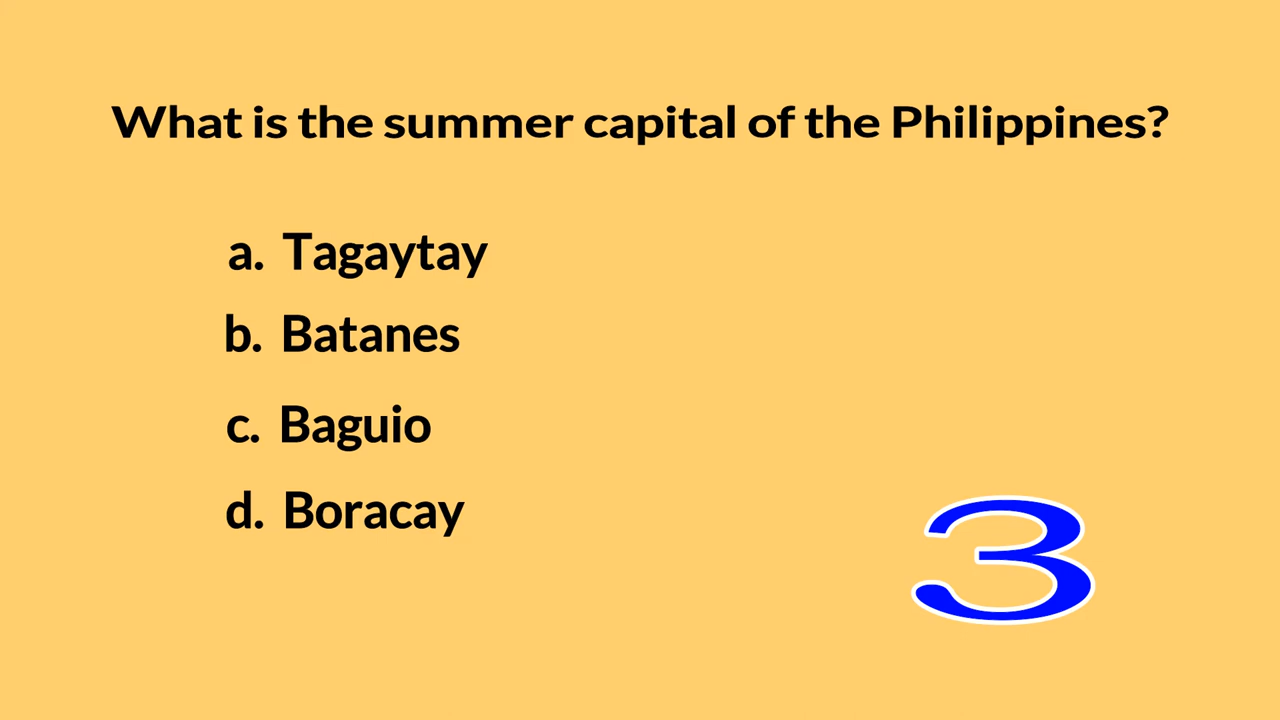 What is the summer capital of the Philippines?
a. Tagaytay
b. Batanes
c. Baguio
d. Boracay
3